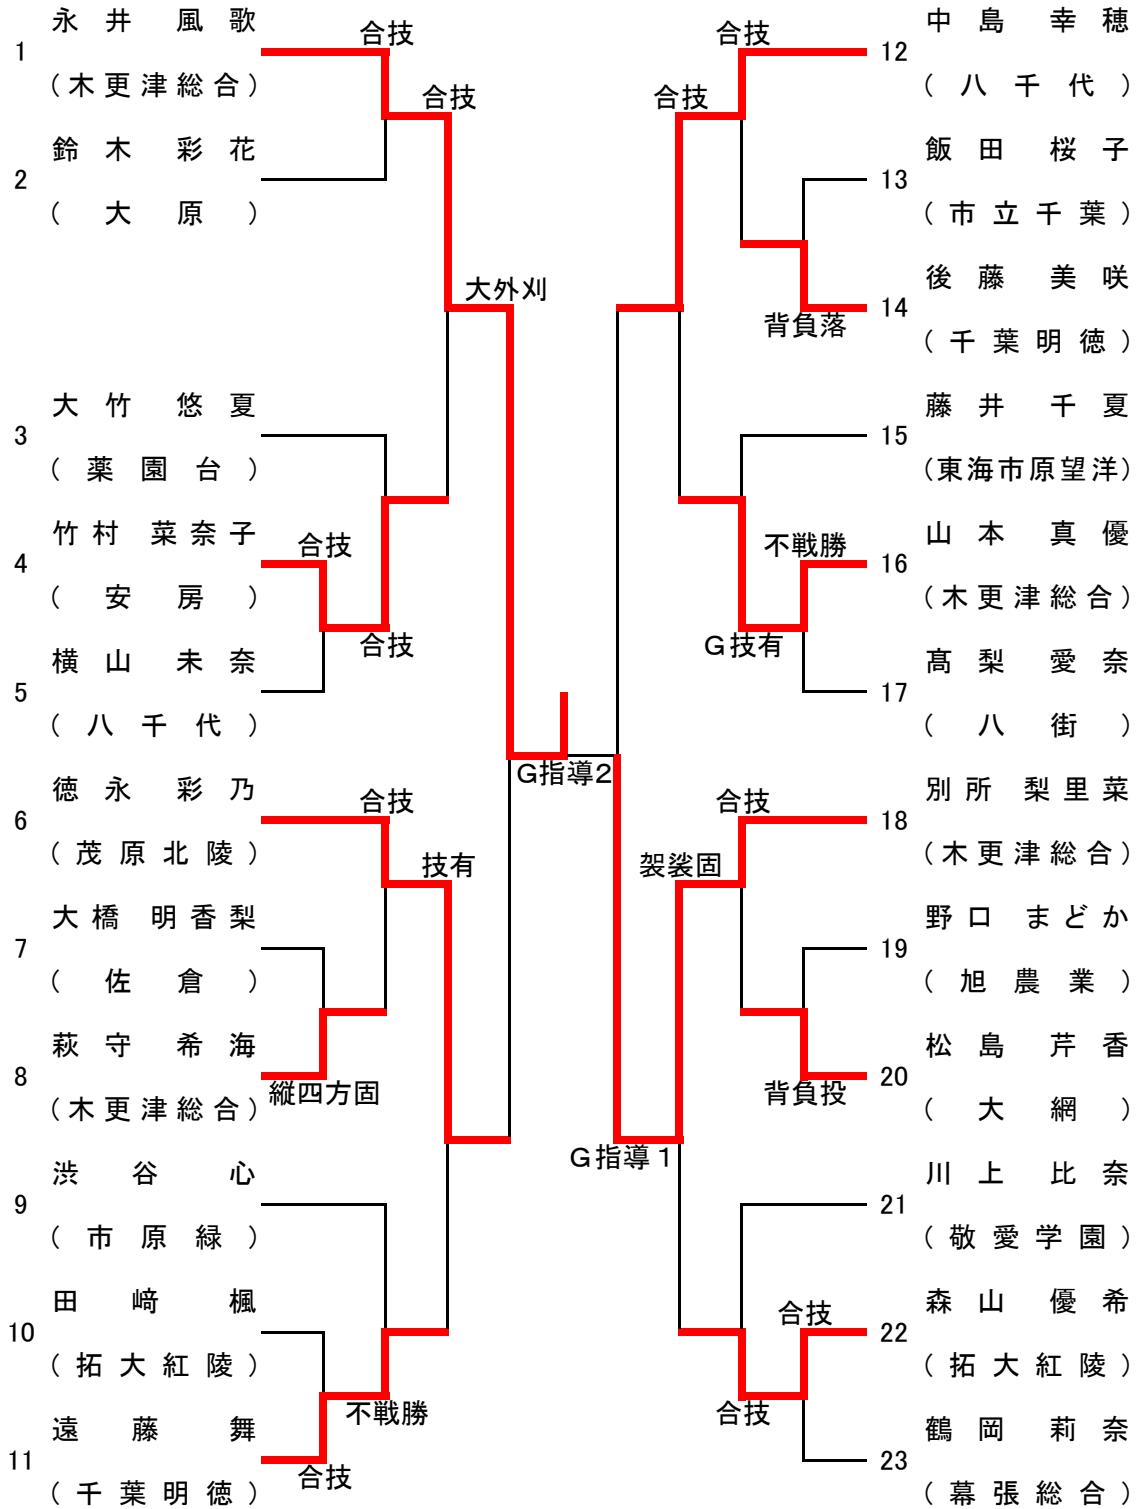 永井 風歌
1
(木更津総合)
鈴木 彩花
2
(大原)
大竹 悠夏
3
(薬園台)
竹村 菜奈子
4
(安房)
横山 未奈
5
(八千代)
徳永 彩乃
6
(茂原北陵)
大橋 明香梨
7
(佐倉)
萩守 希海
8
(木更津総合)
渋谷 心
9
(市原緑)
田﨑 楓
10
(拓大紅陵)
遠藤 舞
11
(千葉明徳)
合技
合技
大外刈
合技
合技
合技
技有
縦四方固
不戦勝
合技
G指導2
G指導1
合技
合技
背負落
不戦勝
G技有
合技
袈裟固
背負投
合技
合技
中島 幸穂
12
(八千代)
飯田 桜子
13
(市立千葉)
後藤 美咲
14
(千葉明徳)
藤井 千夏
15
(東海市原望洋)
山本 真優
16
(木更津総合)
髙梨 愛奈
17
(八街)
別所 梨里菜
18
(木更津総合)
野口 まどか
19
(旭農業)
松島 芹香
20
(大網)
川上 比奈
21
(敬愛学園)
森山 優希
22
(拓大紅陵)
鶴岡 莉奈
23
(幕張総合)